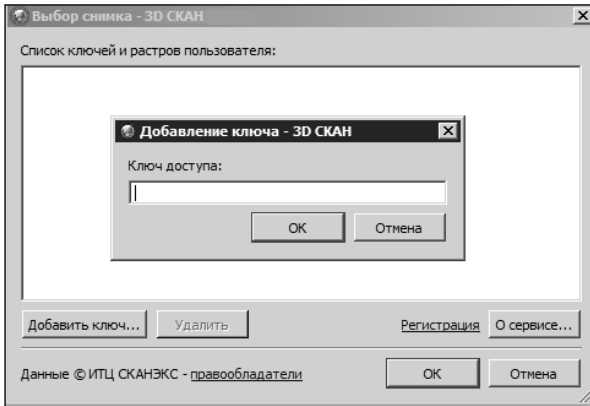 Выбор снимка - 3D СКАН
Список ключей и растров пользователя:
Добавление ключа - 3D СКАН
Ключ доступа:
ОК
Отмена
Добавить ключ...
Удалить
Регистрация
О сервисе...
Данные © ИТЦ СКАНЭКС - правообладатели
ОК
Отмена